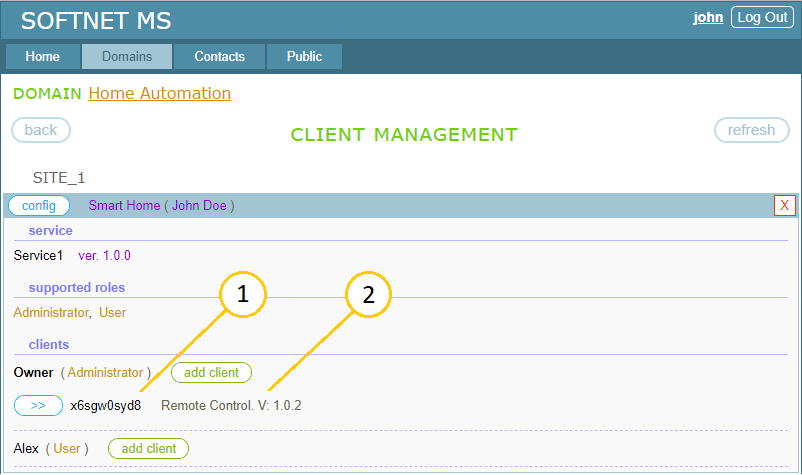 SOFTNET MS
john Log Out
Home Domains Contacts Public
DOMAIN Home Automation
back CLIENT MANAGEMENT refresh
SITE_1
config Smart Home ( John Doe ) X
service
Service1 ver. 1.0.0
supported roles
1 2
Administrator, User
clients
Owner ( Administrator ) add client
>> x6sgw0syd8 Remote Control. V: 1.0.2
Alex ( User ) add client